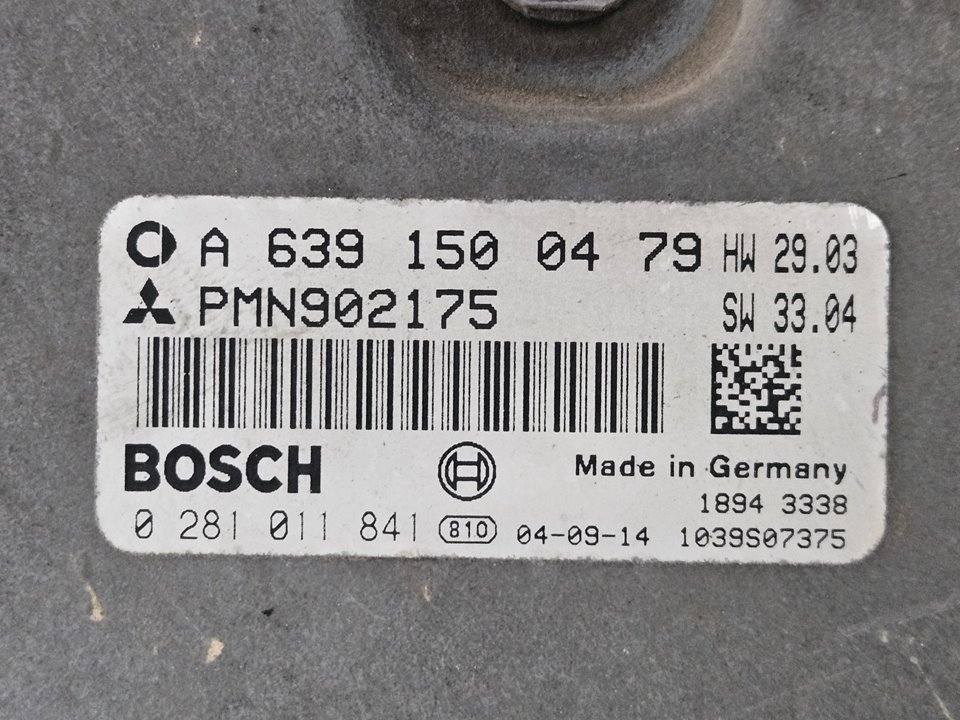 A 639 150 04 79 HW 29.03
PMN902175 SW 33.04
BOSCH Made in Germany
1894 3338
0 281 011 841 810 04-09-14 1039S07375